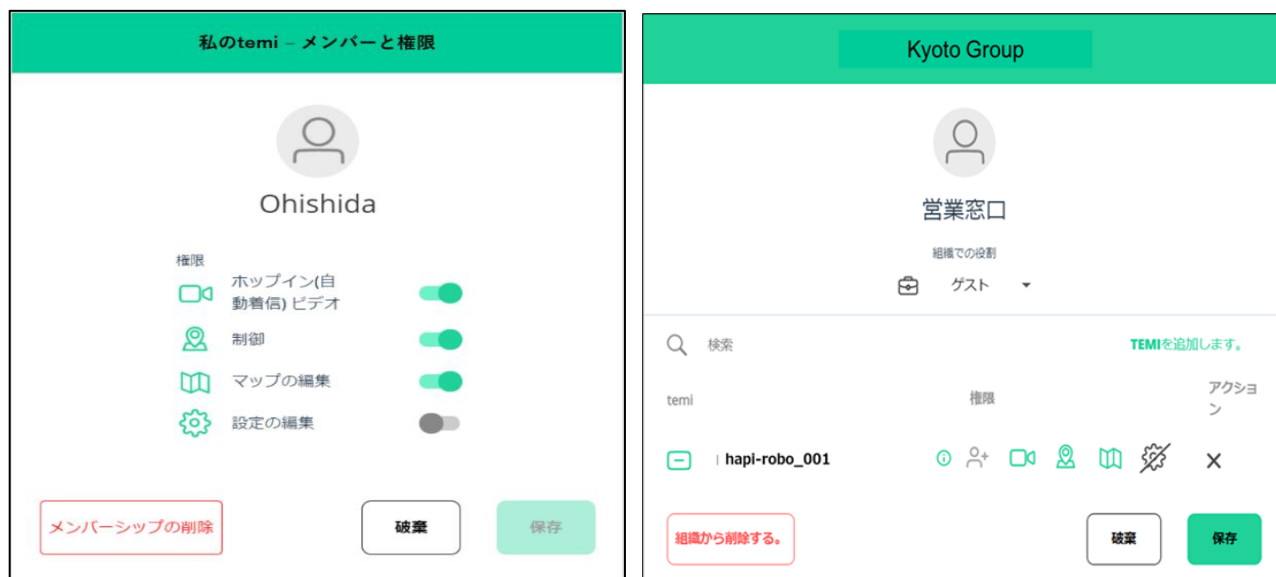 私のtemi – メンバーと権限
Ohishida
権限
ホップイン(自
動着信) ビデオ
制御
マップの編集
設定の編集
メンバーシップの削除
破棄
保存
Kyoto Group
営業窓口
組織での役割
ゲスト
検索
TEMIを追加します。
temi
権限
アクショ
ン
hapi-robo_001
組織から削除する。
破棄
保存